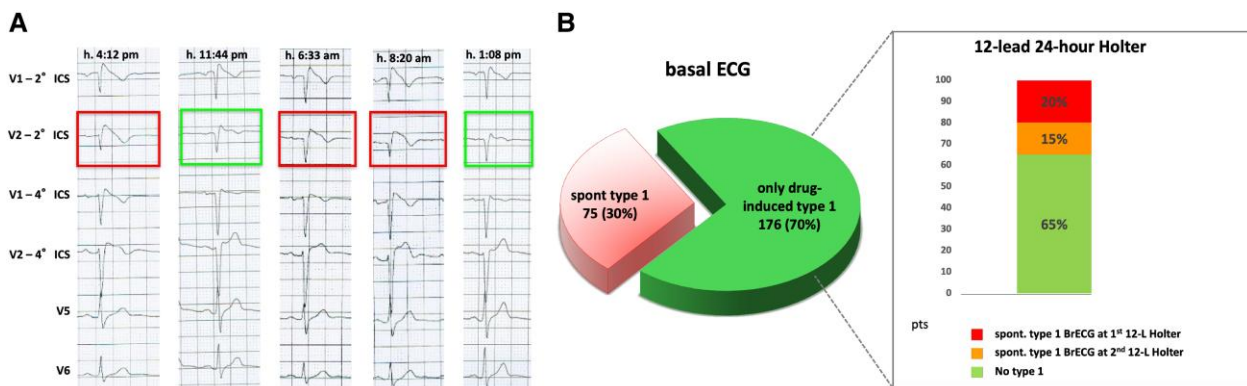 A
h. 4:12 pm
h. 11:44 pm
h. 6:33 am
h. 8:20 am
h. 1:08 pm
V1 – 2° ICS
V2 – 2° ICS
V1 – 4° ICS
V2 – 4° ICS
V5
V6
B
basal ECG
spont type 1
75 (30%)
only drug-
induced type 1
176 (70%)
12-lead 24-hour Holter
100
90
80
70
60
50
40
30
20
10
0
20%
15%
65%
pts
spont. type 1 BrECG at 1st 12-L Holter
spont. type 1 BrECG at 2nd 12-L Holter
No type 1